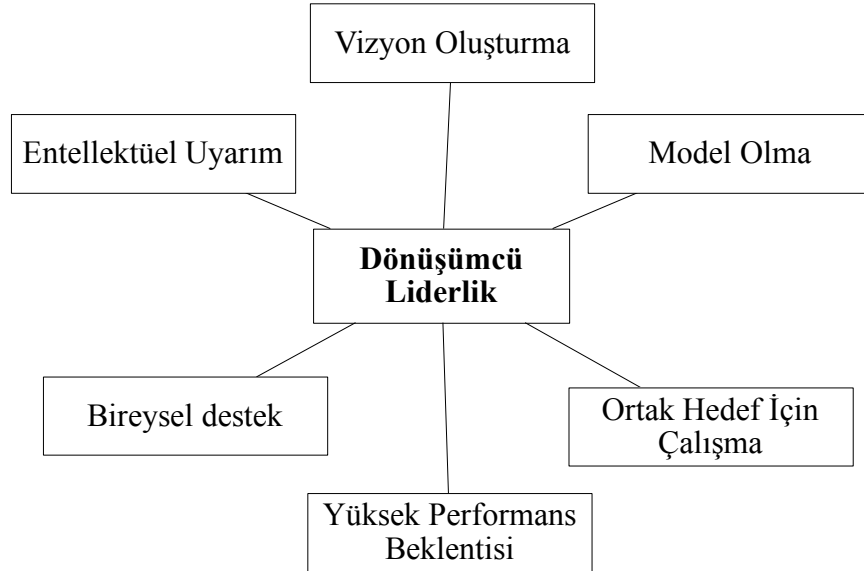 Vizyon Oluşturma
Entellektüel Uyarım
Model Olma
Dönüşümcü
Liderlik
Bireysel destek
Ortak Hedef İçin
Çalışma
Yüksek Performans
Beklentisi